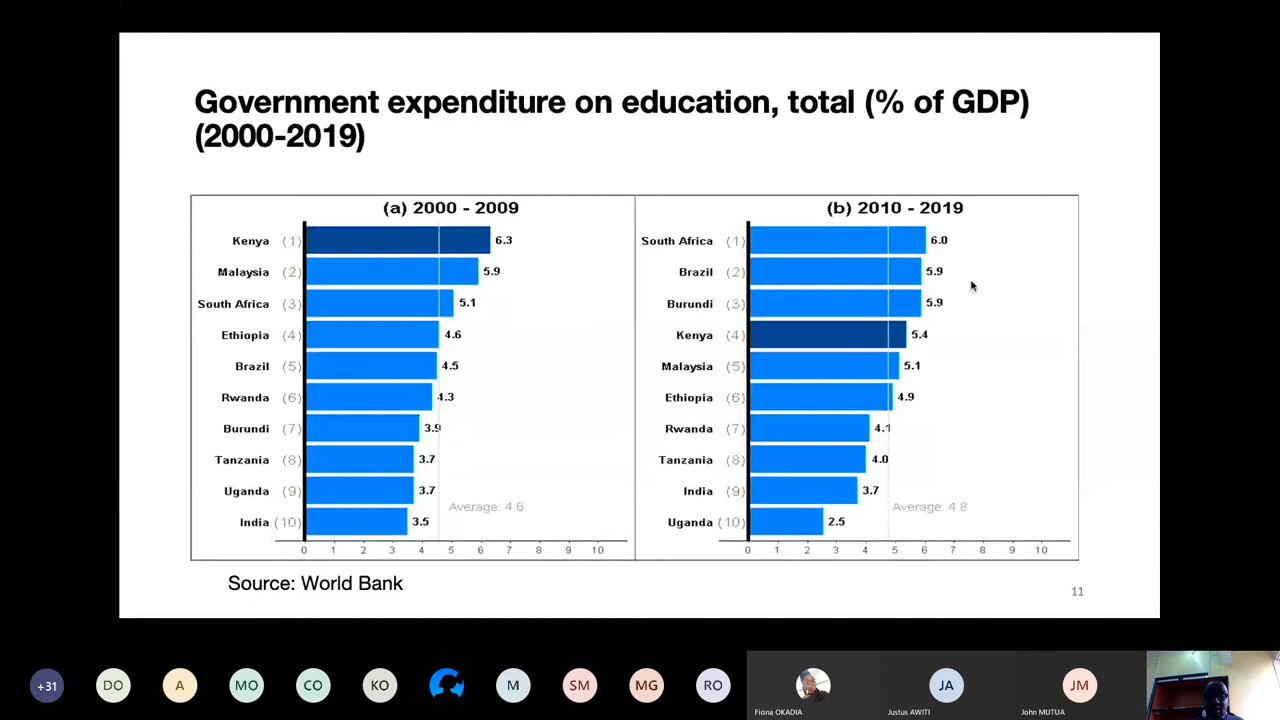 Government expenditure on education, total (% of GDP)
(2000-2019)
(a) 2000 - 2009
Kenya (1) 6.3
Malaysia (2) 5.9
South Africa (3) 5.1
Ethiopia (4) 4.6
Brazil (5) 4.5
Rwanda (6) 4.3
Burundi (7) 3.9
Tanzania (8) 3.7
Uganda (9) 3.7
India (10) 3.5
Average: 4.6
0 1 2 3 4 5 6 7 8 9 10
(b) 2010 - 2019
South Africa (1) 6.0
Brazil (2) 5.9
Burundi (3) 5.9
Kenya (4) 5.4
Malaysia (5) 5.1
Ethiopia (6) 4.9
Rwanda (7) 4.1
Tanzania (8) 4.0
India (9) 3.7
Uganda (10) 2.5
Average: 4.8
0 1 2 3 4 5 6 7 8 9 10
Source: World Bank
11
+31 DO A MO CO KO M SM MG RO JA JM
Fiona OKADIA Justus AWITI John MUTUA